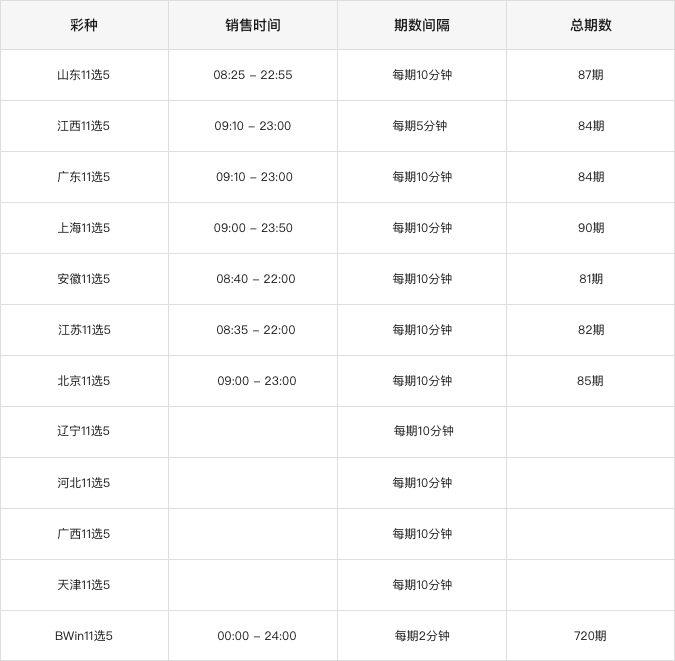 彩种 销售时间 期数间隔 总期数
山东11选5 08:25 – 22:55 每期10分钟 87期
江西11选5 09:10 – 23:00 每期5分钟 84期
广东11选5 09:10 – 23:00 每期10分钟 84期
上海11选5 09:00 – 23:50 每期10分钟 90期
安徽11选5 08:40 – 22:00 每期10分钟 81期
江苏11选5 08:35 – 22:00 每期10分钟 82期
北京11选5 09:00 – 23:00 每期10分钟 85期
辽宁11选5 每期10分钟
河北11选5 每期10分钟
广西11选5 每期10分钟
天津11选5 每期10分钟
BWin11选5 00:00 – 24:00 每期2分钟 720期